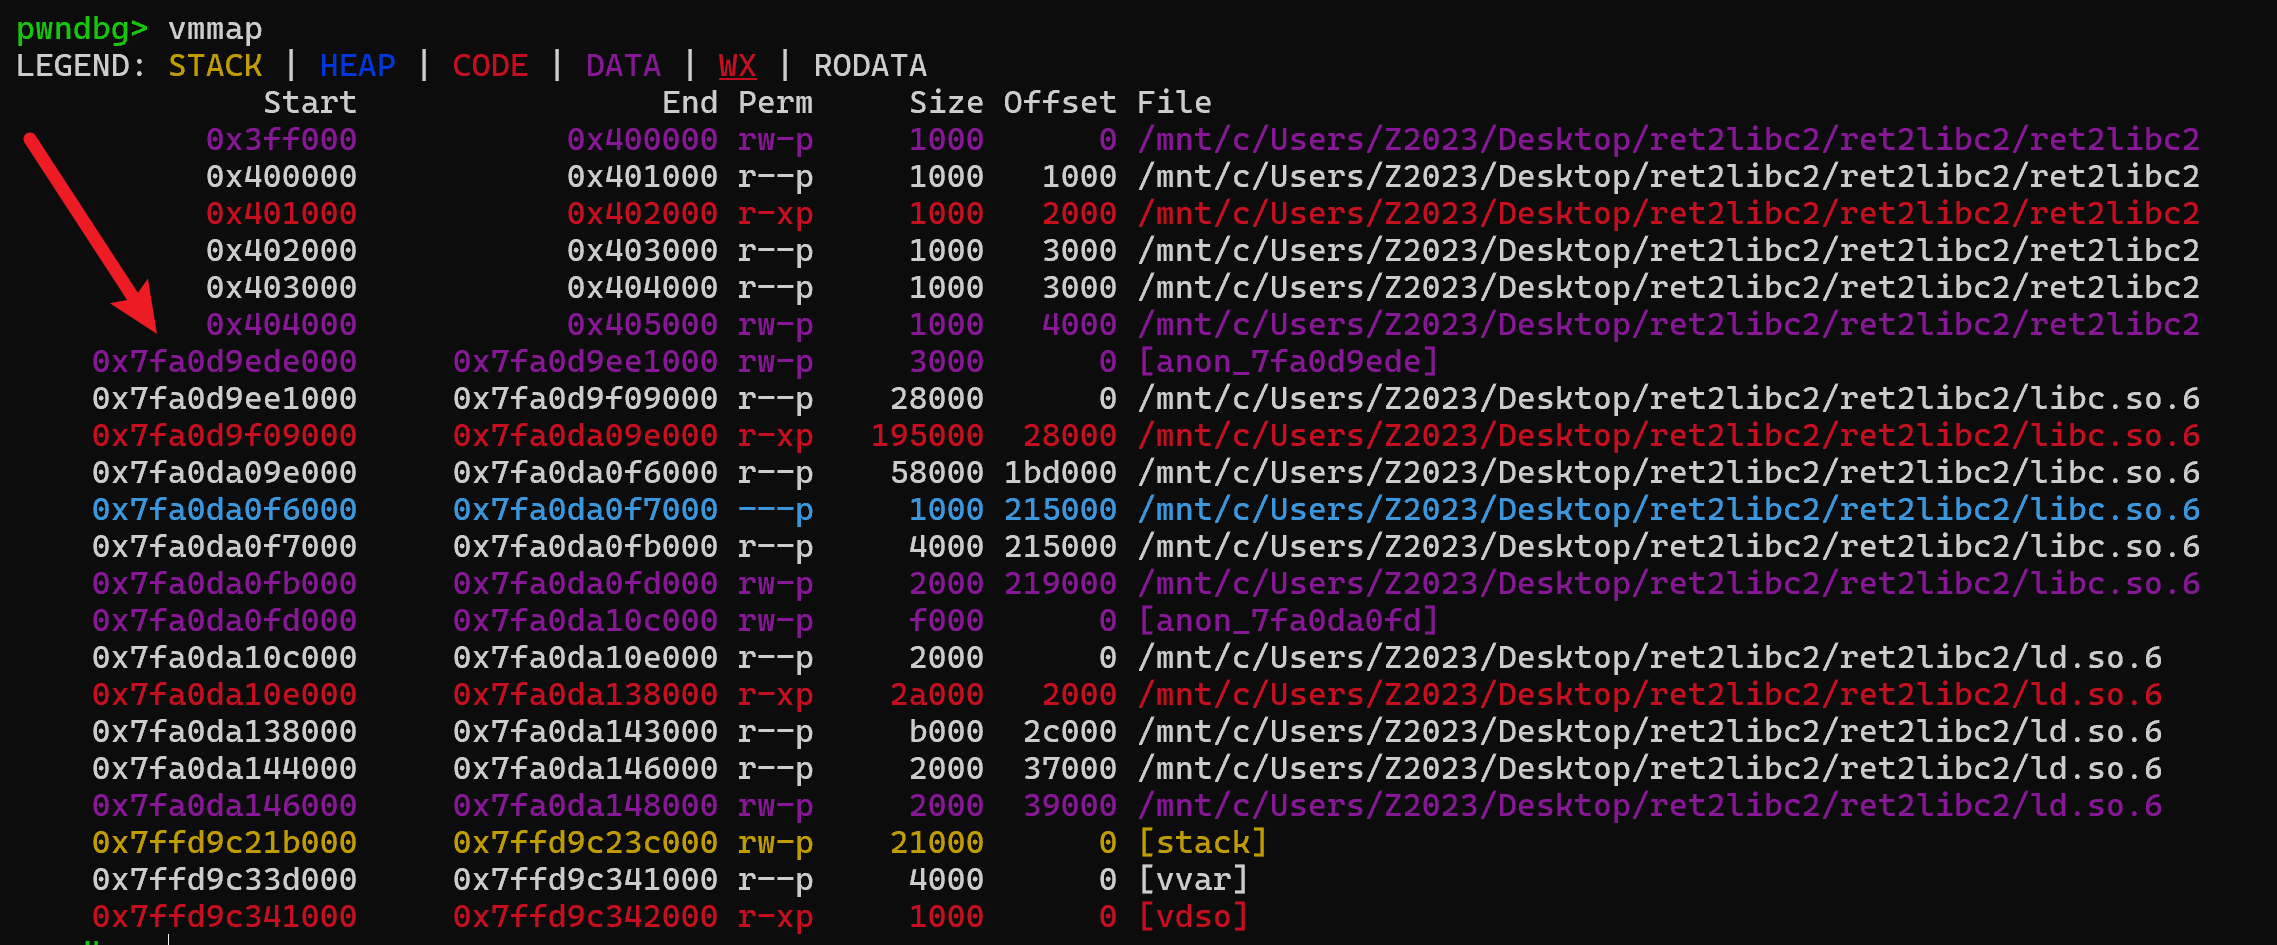 pwndbg> vmmap
LEGEND: STACK | HEAP | CODE | DATA | WX | RODATA
Start End Perm Size Offset File
0x3ff000 0x400000 rw-p 1000 0 /mnt/c/Users/Z2023/Desktop/ret2libc2/ret2libc2/ret2libc2
0x400000 0x401000 r--p 1000 1000 /mnt/c/Users/Z2023/Desktop/ret2libc2/ret2libc2/ret2libc2
0x401000 0x402000 r-xp 1000 2000 /mnt/c/Users/Z2023/Desktop/ret2libc2/ret2libc2/ret2libc2
0x402000 0x403000 r--p 1000 3000 /mnt/c/Users/Z2023/Desktop/ret2libc2/ret2libc2/ret2libc2
0x403000 0x404000 r--p 1000 3000 /mnt/c/Users/Z2023/Desktop/ret2libc2/ret2libc2/ret2libc2
0x404000 0x405000 rw-p 1000 4000 /mnt/c/Users/Z2023/Desktop/ret2libc2/ret2libc2/ret2libc2
0x7fa0d9ede000 0x7fa0d9ee1000 rw-p 3000 0 [anon_7fa0d9ede]
0x7fa0d9ee1000 0x7fa0d9f09000 r--p 28000 0 /mnt/c/Users/Z2023/Desktop/ret2libc2/ret2libc2/libc.so.6
0x7fa0d9f09000 0x7fa0da09e000 r-xp 195000 28000 /mnt/c/Users/Z2023/Desktop/ret2libc2/ret2libc2/libc.so.6
0x7fa0da09e000 0x7fa0da0f6000 r--p 58000 1bd000 /mnt/c/Users/Z2023/Desktop/ret2libc2/ret2libc2/libc.so.6
0x7fa0da0f6000 0x7fa0da0f7000 ---p 1000 215000 /mnt/c/Users/Z2023/Desktop/ret2libc2/ret2libc2/libc.so.6
0x7fa0da0f7000 0x7fa0da0fb000 r--p 4000 215000 /mnt/c/Users/Z2023/Desktop/ret2libc2/ret2libc2/libc.so.6
0x7fa0da0fb000 0x7fa0da0fd000 rw-p 2000 219000 /mnt/c/Users/Z2023/Desktop/ret2libc2/ret2libc2/libc.so.6
0x7fa0da0fd000 0x7fa0da10c000 rw-p f000 0 [anon_7fa0da0fd]
0x7fa0da10c000 0x7fa0da10e000 r--p 2000 0 /mnt/c/Users/Z2023/Desktop/ret2libc2/ret2libc2/ld.so.6
0x7fa0da10e000 0x7fa0da138000 r-xp 2a000 2000 /mnt/c/Users/Z2023/Desktop/ret2libc2/ret2libc2/ld.so.6
0x7fa0da138000 0x7fa0da143000 r--p b000 2c000 /mnt/c/Users/Z2023/Desktop/ret2libc2/ret2libc2/ld.so.6
0x7fa0da144000 0x7fa0da146000 r--p 2000 37000 /mnt/c/Users/Z2023/Desktop/ret2libc2/ret2libc2/ld.so.6
0x7fa0da146000 0x7fa0da148000 rw-p 2000 39000 /mnt/c/Users/Z2023/Desktop/ret2libc2/ret2libc2/ld.so.6
0x7ffd9c21b000 0x7ffd9c23c000 rw-p 21000 0 [stack]
0x7ffd9c33d000 0x7ffd9c341000 r--p 4000 0 [vvar]
0x7ffd9c341000 0x7ffd9c342000 r-xp 1000 0 [vdso]